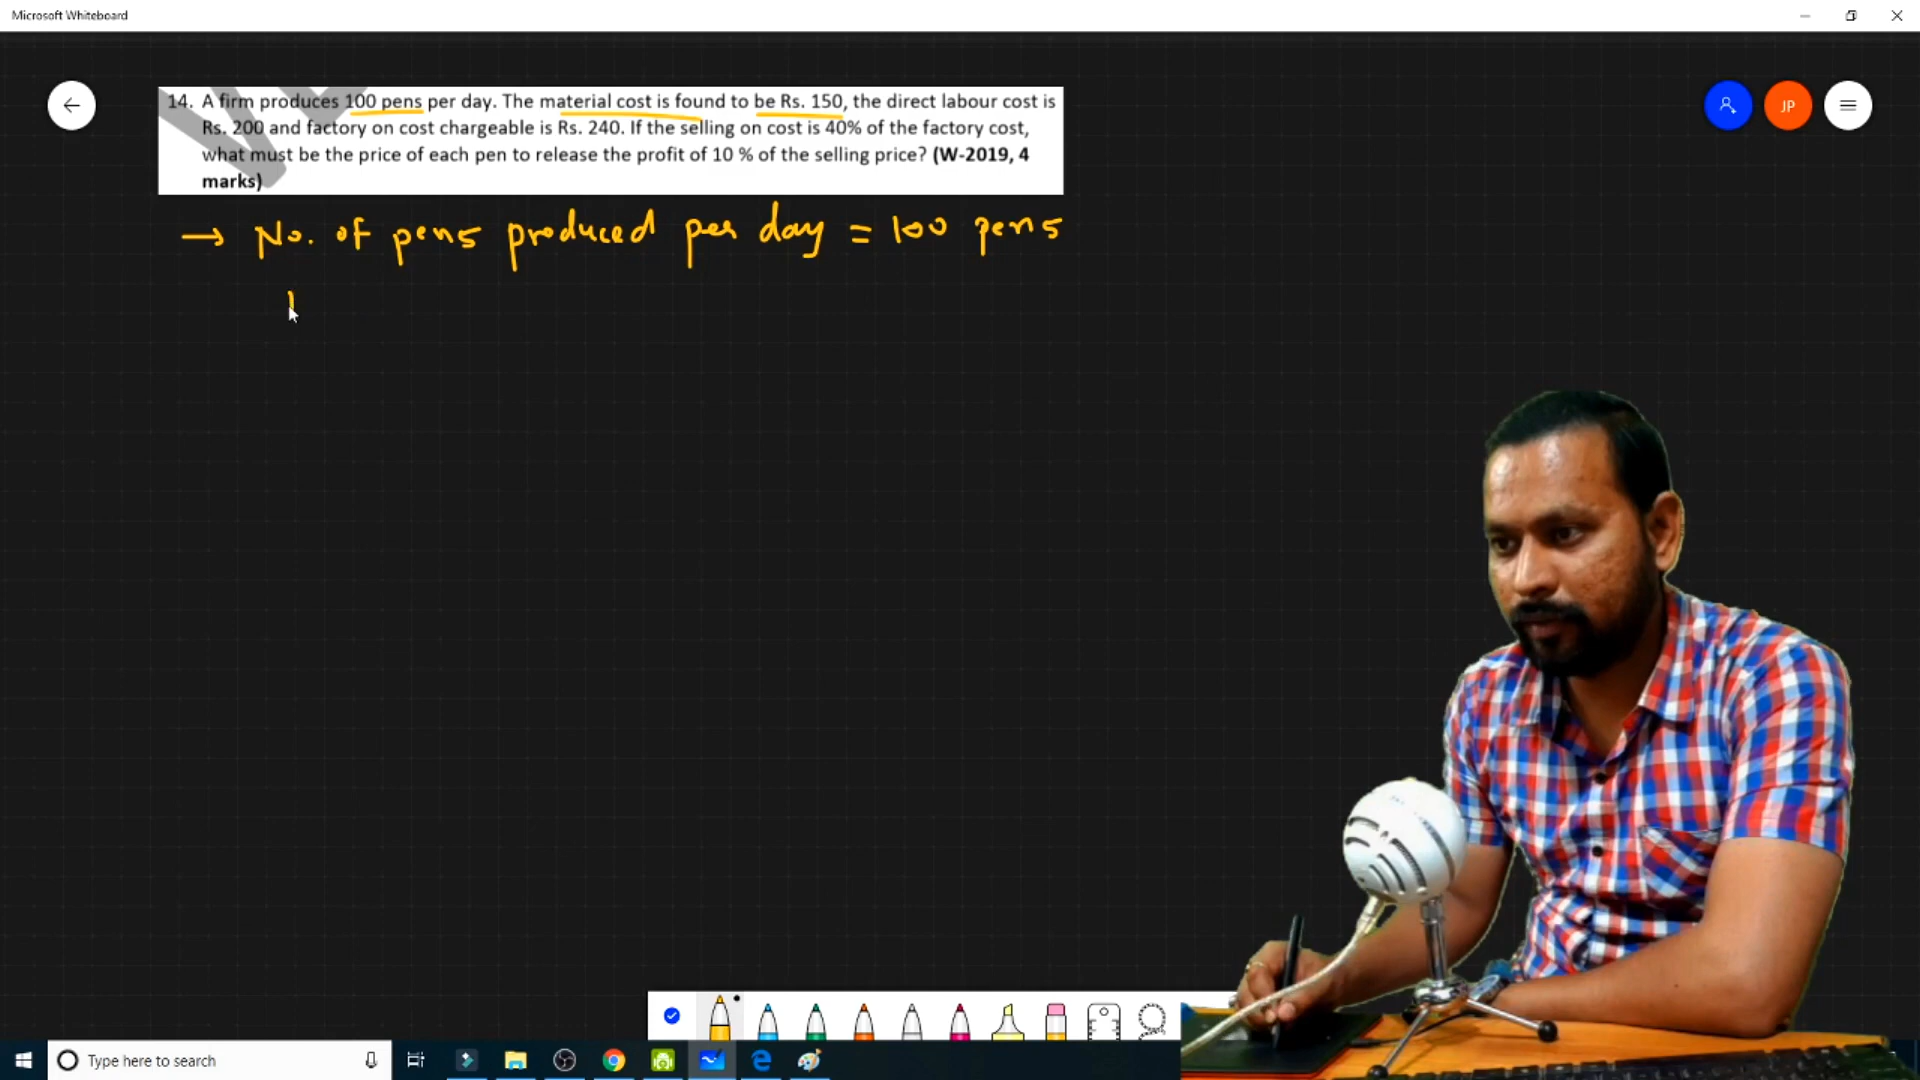 Microsoft Whiteboard
JP
14. A firm produces 100 pens per day. The material cost is found to be Rs. 150, the direct labour cost is
Rs. 200 and factory on cost chargeable is Rs. 240. If the selling on cost is 40% of the factory cost,
what must be the price of each pen to release the profit of 10 % of the selling price? (W-2019, 4
marks)
→ No. of pens produced per day = 100 pens
Type here to search